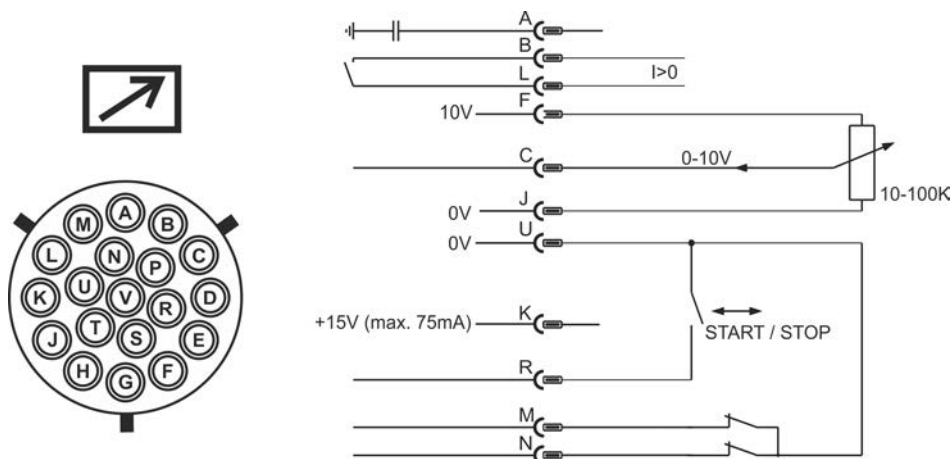 A
B
L
I>0
10V
F
C
0-10V
10-100K
0V
J
0V
U
+15V (max. 75mA)
K
START / STOP
R
M
N
A
M
B
L
N
P
C
U
K
V
D
R
T
S
J
E
H
G
F